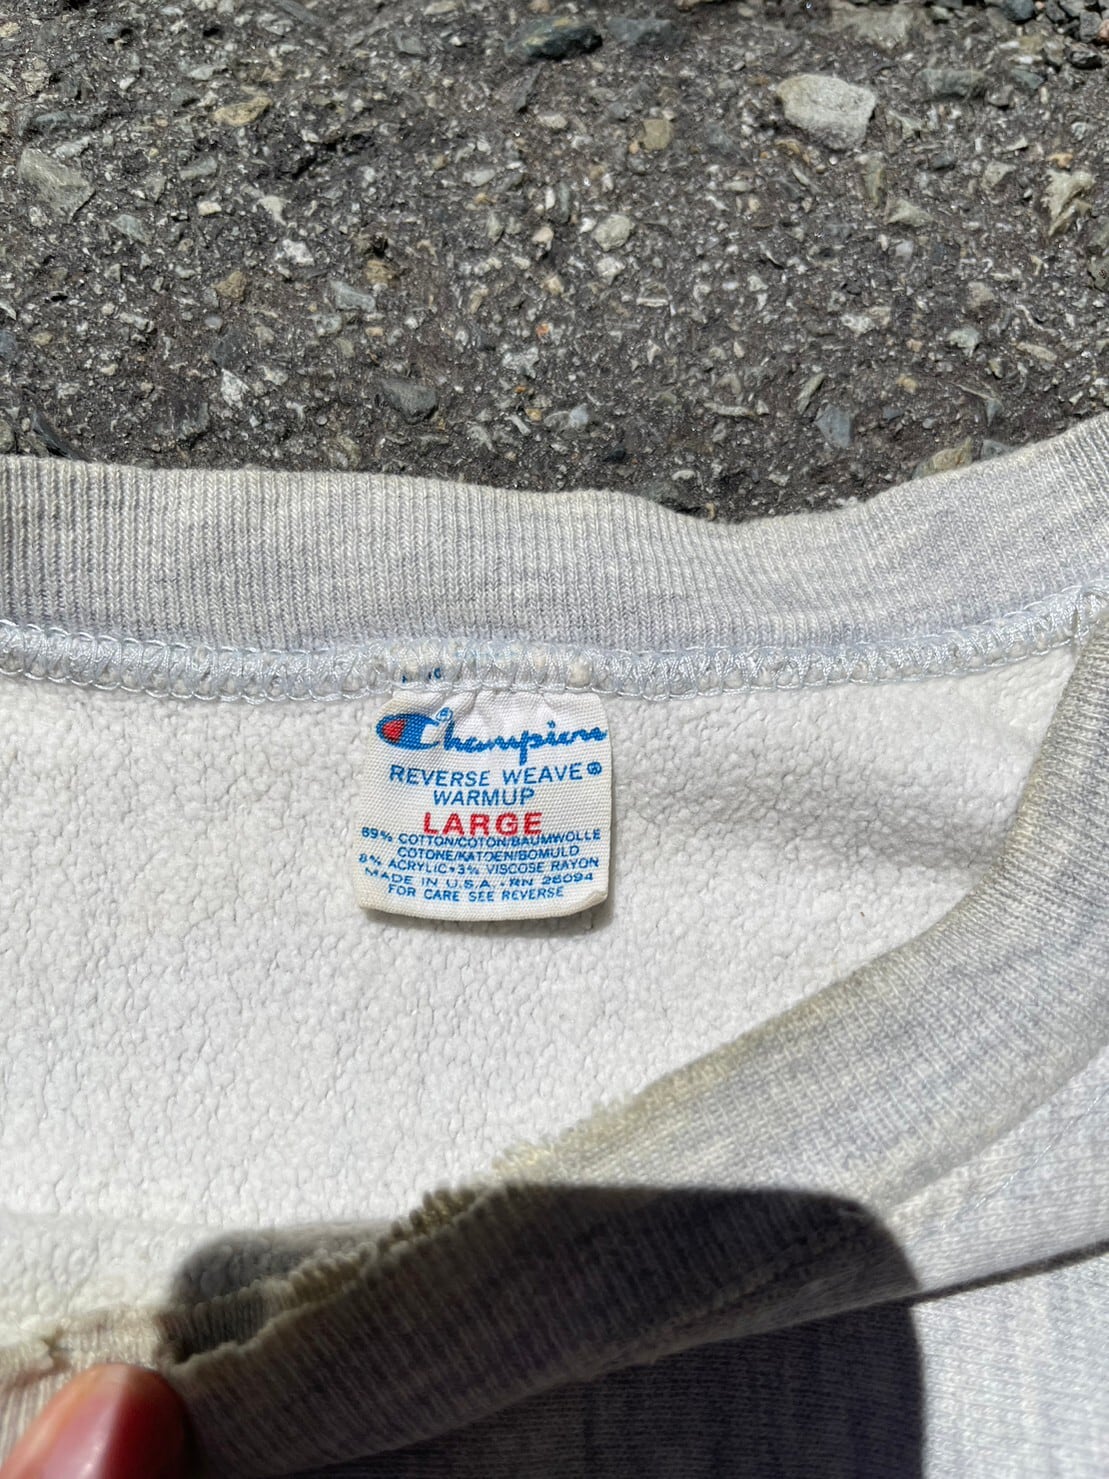 Champion®
REVERSE WEAVE®
WARMUP
LARGE
89% COTTON/COTON/BAUMWOLLE
COTONE/KATOEN/BOMULD
8% ACRYLIC•3% VISCOSE RAYON
MADE IN U.S.A.•RN 26094
FOR CARE SEE REVERSE